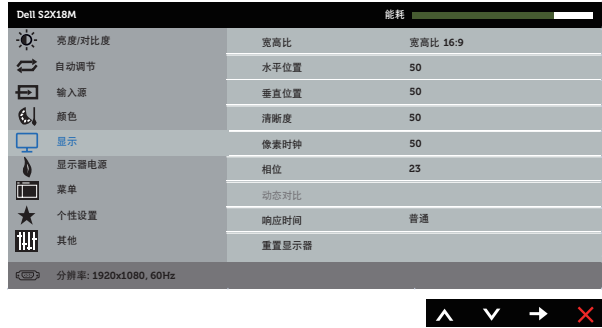 Dell S2X18M 能耗
亮度/对比度 宽高比 宽高比 16:9
自动调节 水平位置 50
输入源 垂直位置 50
颜色 清晰度 50
显示 像素时钟 50
显示器电源 相位 23
菜单 动态对比
个性设置 响应时间 普通
其他 重置显示器
分辨率: 1920x1080, 60Hz